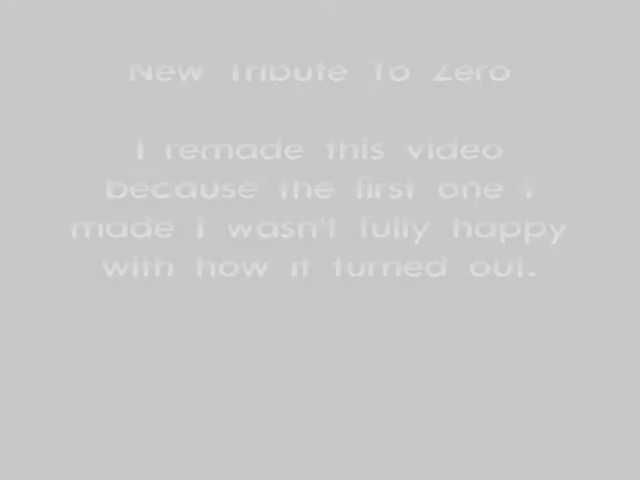 New Tribute To Zero
I remade this video
because the first one I
made I wasn't fully happy
with how it turned out.